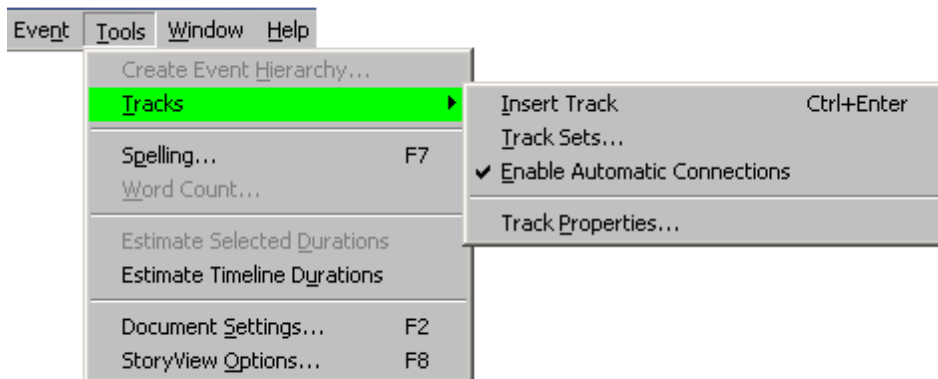 Event Tools Window Help
Create Event Hierarchy...
Tracks
Insert Track Ctrl+Enter
Track Sets...
Enable Automatic Connections
Track Properties...
Spelling... F7
Word Count...
Estimate Selected Durations
Estimate Timeline Durations
Document Settings... F2
StoryView Options... F8